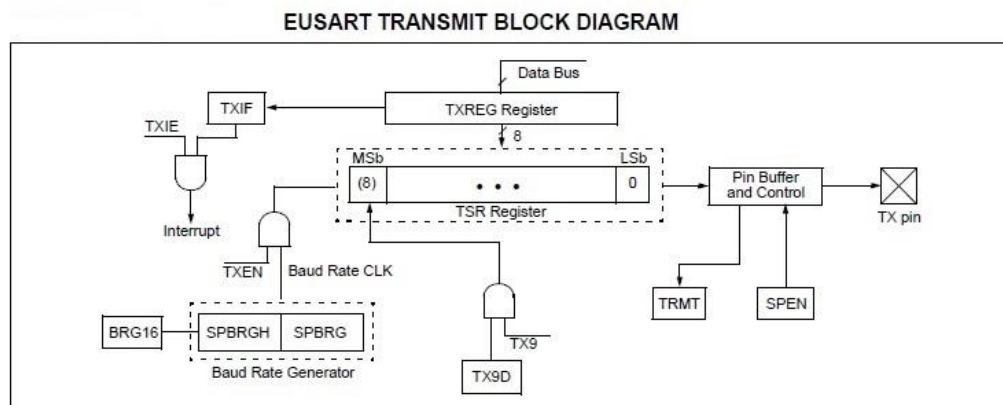 EUSART TRANSMIT BLOCK DIAGRAM
Data Bus
TXIF
TXREG Register
TXIE
8
MSb
LSb
(8)
• • •
0
TSR Register
Pin Buffer
and Control
TX pin
Interrupt
TXEN
Baud Rate CLK
TRMT
SPEN
BRG16
SPBRGH
SPBRG
TX9
Baud Rate Generator
TX9D